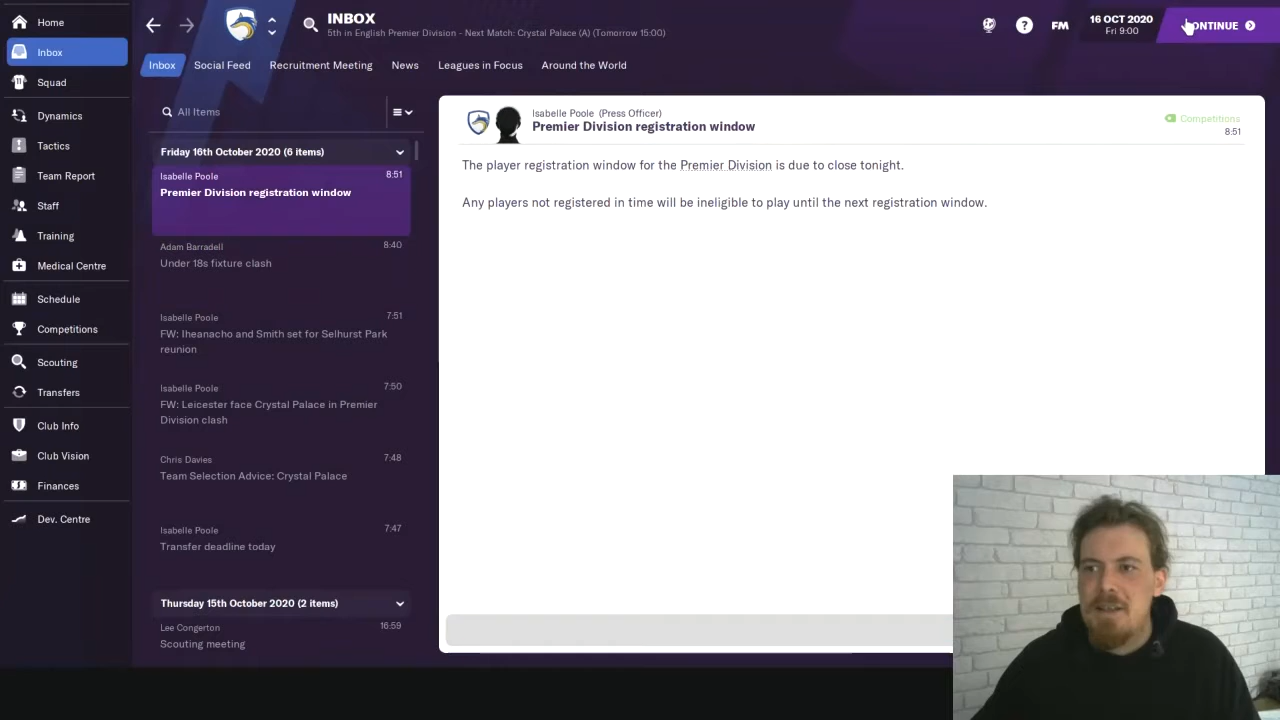 Home
Inbox
Squad
Dynamics
Tactics
Team Report
Staff
Training
Medical Centre
Schedule
Competitions
Scouting
Transfers
Club Info
Club Vision
Finances
Dev. Centre
INBOX
5th in English Premier Division - Next Match: Crystal Palace (A) (Tomorrow 15:00)
?
FM
16 OCT 2020
Fri 9:00
Inbox
Social Feed
Recruitment Meeting
News
Leagues in Focus
Around the World
All Items
Friday 16th October 2020 (6 items)
Isabelle Poole 8:51
Premier Division registration window
Adam Barradell 8:40
Under 18s fixture clash
Isabelle Poole 7:51
FW: Iheanacho and Smith set for Selhurst Park
reunion
Isabelle Poole 7:50
FW: Leicester face Crystal Palace in Premier
Division clash
Chris Davies 7:48
Team Selection Advice: Crystal Palace
Isabelle Poole 7:47
Transfer deadline today
Thursday 15th October 2020 (2 items)
Lee Congerton 16:59
Scouting meeting
Isabelle Poole (Press Officer)
Premier Division registration window
Competitions
8:51
The player registration window for the Premier Division is due to close tonight.
Any players not registered in time will be ineligible to play until the next registration window.